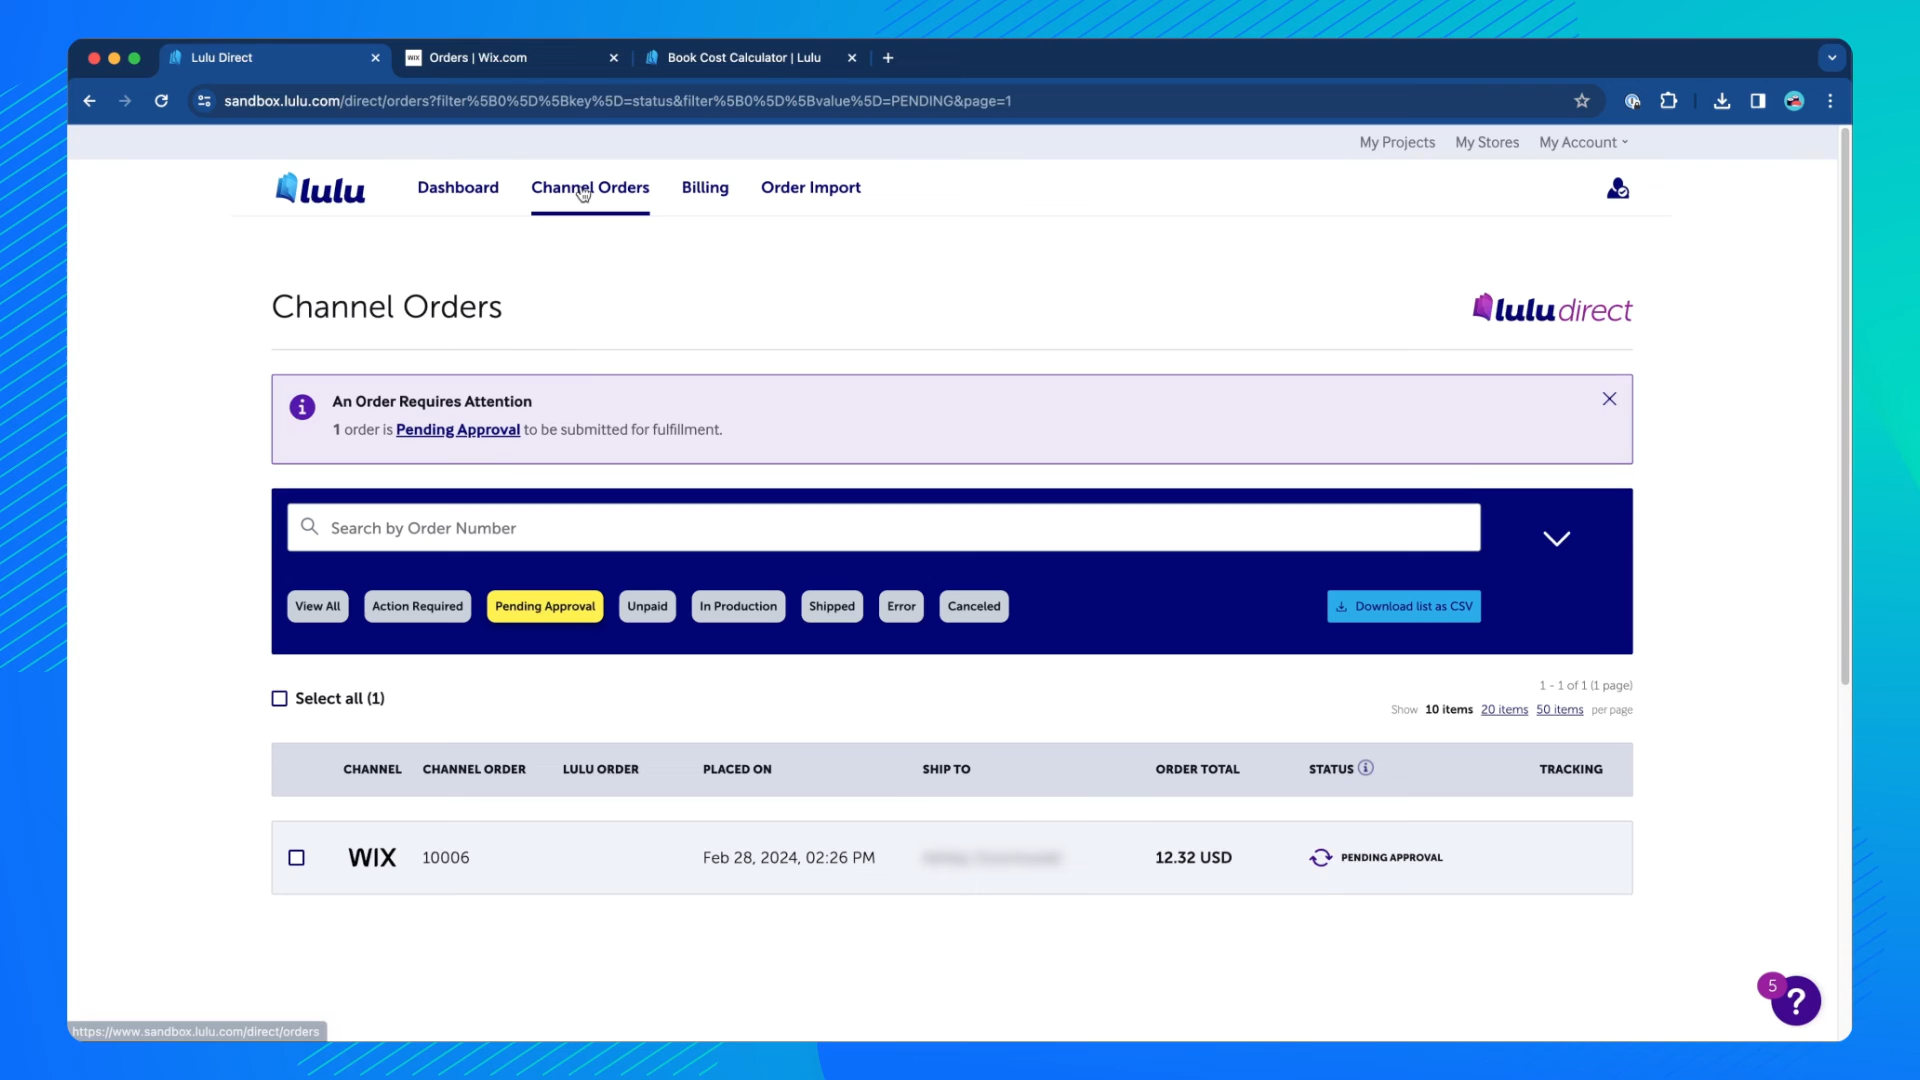 Lulu Direct
WIX Orders | Wix.com
Book Cost Calculator | Lulu
sandbox.lulu.com/direct/orders?filter%5B0%5D%5Bkey%5D=status&filter%5B0%5D%5Bvalue%5D=PENDING&page=1
My Projects My Stores My Account
lulu Dashboard Channel Orders Billing Order Import
Channel Orders
lulu direct
An Order Requires Attention
1 order is Pending Approval to be submitted for fulfillment.
Search by Order Number
View All Action Required Pending Approval Unpaid In Production Shipped Error Canceled Download list as CSV
1 - 1 of 1 (1 page)
Select all (1)
Show 10 items 20 items 50 items per page
CHANNEL CHANNEL ORDER LULU ORDER PLACED ON SHIP TO ORDER TOTAL STATUS TRACKING
WIX 10006 Feb 28, 2024, 02:26 PM 12.32 USD PENDING APPROVAL
5
?
https://www.sandbox.lulu.com/direct/orders